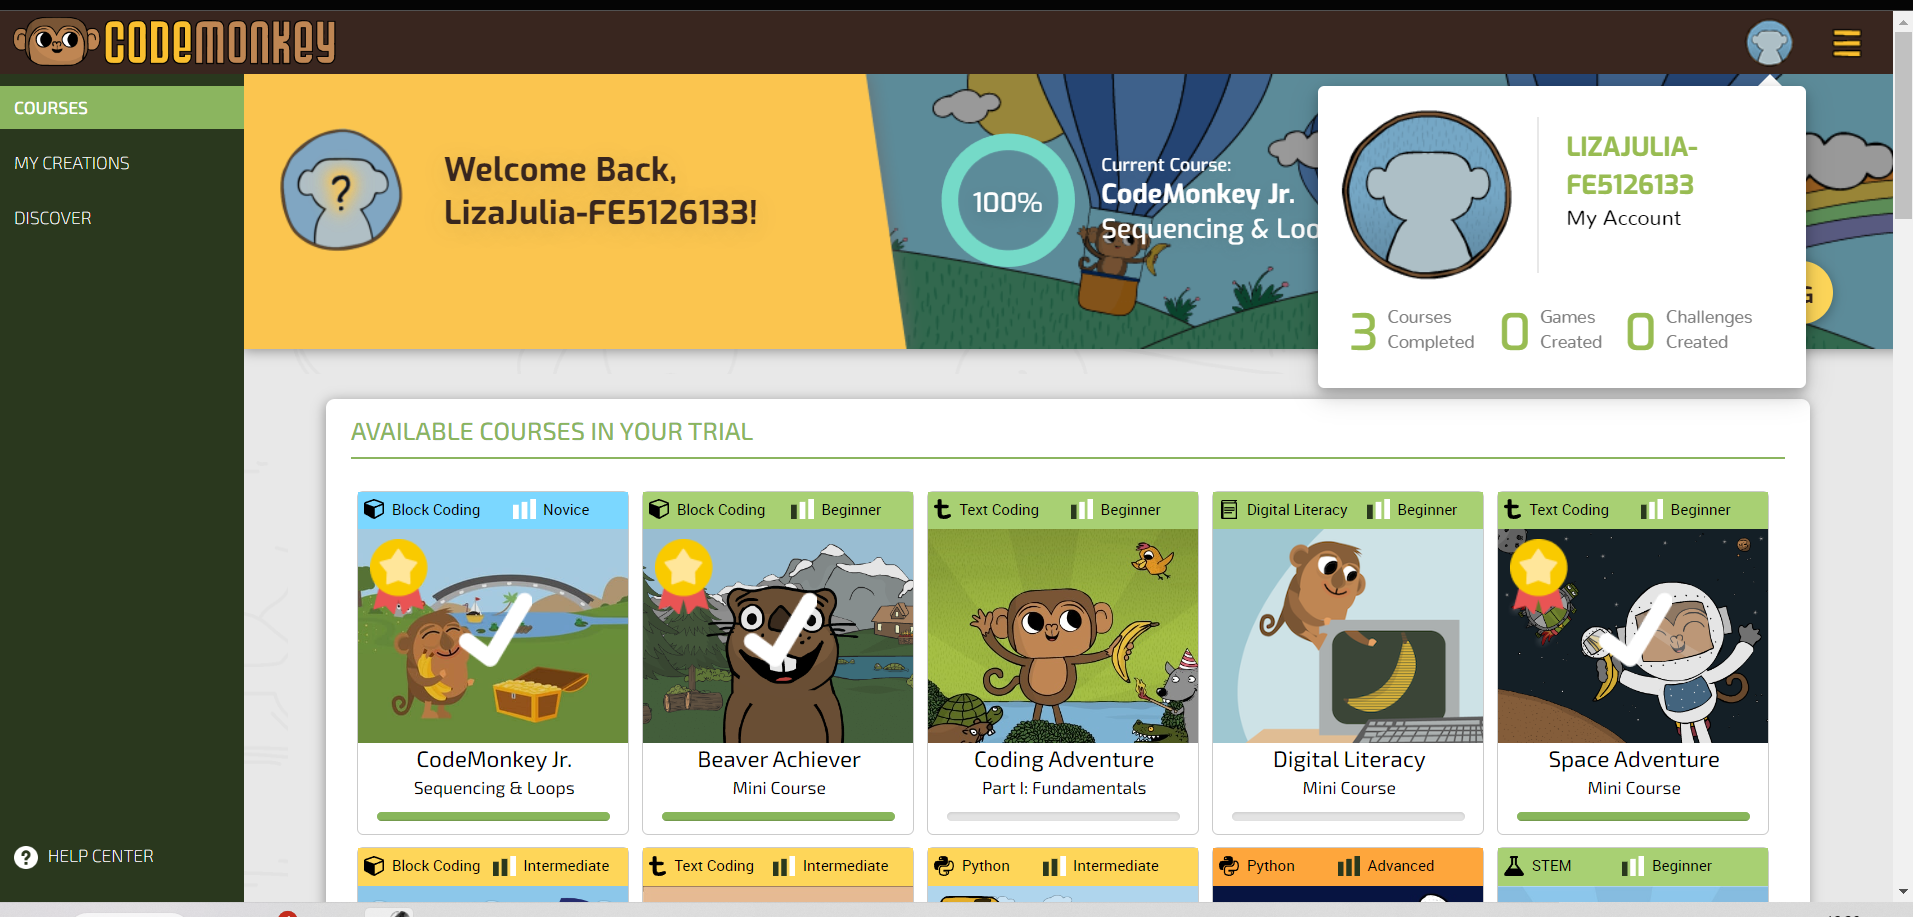 CODEMONKEY
COURSES
MY CREATIONS
DISCOVER
HELP CENTER
?
Welcome Back,
LizaJulia-FE5126133!
100%
Current Course:
CodeMonkey Jr.
Sequencing & Loo
LIZAJULIA-
FE5126133
My Account
3 Courses Completed
0 Games Created
0 Challenges Created
G
AVAILABLE COURSES IN YOUR TRIAL
Block Coding Novice
CodeMonkey Jr.
Sequencing & Loops
Block Coding Beginner
Beaver Achiever
Mini Course
Text Coding Beginner
Coding Adventure
Part I: Fundamentals
Digital Literacy Beginner
Digital Literacy
Mini Course
Text Coding Beginner
Space Adventure
Mini Course
Block Coding Intermediate
Text Coding Intermediate
Python Intermediate
Python Advanced
STEM Beginner